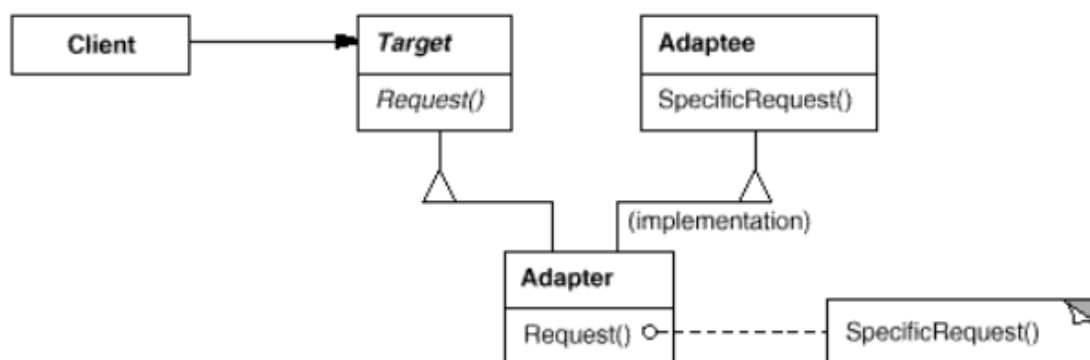 Client
Target
Request()
Adaptee
SpecificRequest()
(implementation)
Adapter
Request()
SpecificRequest()